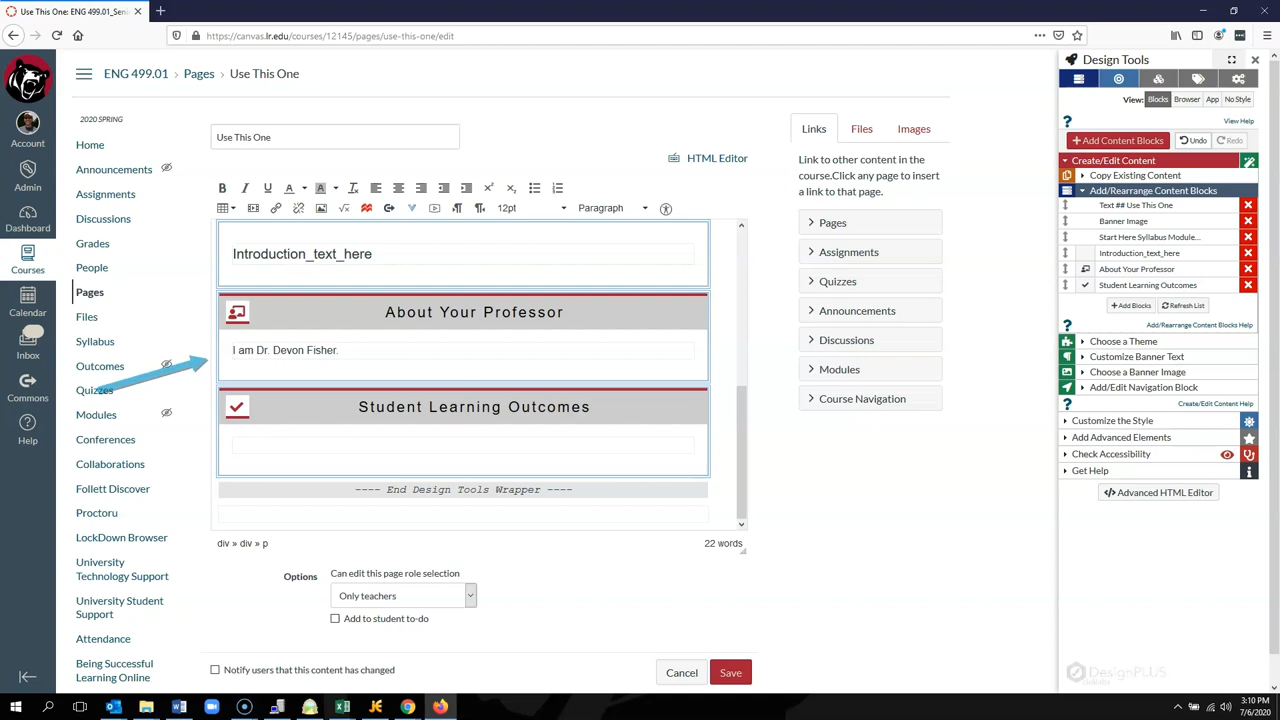 Use This One: ENG 499.01_Seni
https://canvas.lr.edu/courses/12145/pages/use-this-one/edit
Account
Admin
Dashboard
Courses
Calendar
Inbox
Commons
Help
ENG 499.01
Pages
Use This One
2020 SPRING
Home
Announcements
Assignments
Discussions
Grades
People
Pages
Files
Syllabus
Outcomes
Quizzes
Modules
Conferences
Collaborations
Follett Discover
Proctoru
LockDown Browser
University
Technology Support
University Student
Support
Attendance
Being Successful
Learning Online
Use This One
HTML Editor
12pt
Paragraph
Introduction_text_here
About Your Professor
I am Dr. Devon Fisher.
Student Learning Outcomes
---- End Design Tools Wrapper ----
div » div » p
22 words
Options
Can edit this page role selection
Only teachers
Add to student to-do
Notify users that this content has changed
Cancel
Save
Links
Files
Images
Link to other content in the
course.Click any page to insert
a link to that page.
Pages
Assignments
Quizzes
Announcements
Discussions
Modules
Course Navigation
Design Tools
View:
Blocks
Browser
App
No Style
View Help
+ Add Content Blocks
Undo
Redo
Create/Edit Content
Copy Existing Content
Add/Rearrange Content Blocks
Text ## Use This One
Banner Image
Start Here Syllabus Module...
Introduction_text_here
About Your Professor
Student Learning Outcomes
Add Blocks
Refresh List
Add/Rearrange Content Blocks Help
Choose a Theme
Customize Banner Text
Choose a Banner Image
Add/Edit Navigation Block
Create/Edit Content Help
Customize the Style
Add Advanced Elements
Check Accessibility
Get Help
</> Advanced HTML Editor
DesignPLUS
3:10 PM
7/6/2020